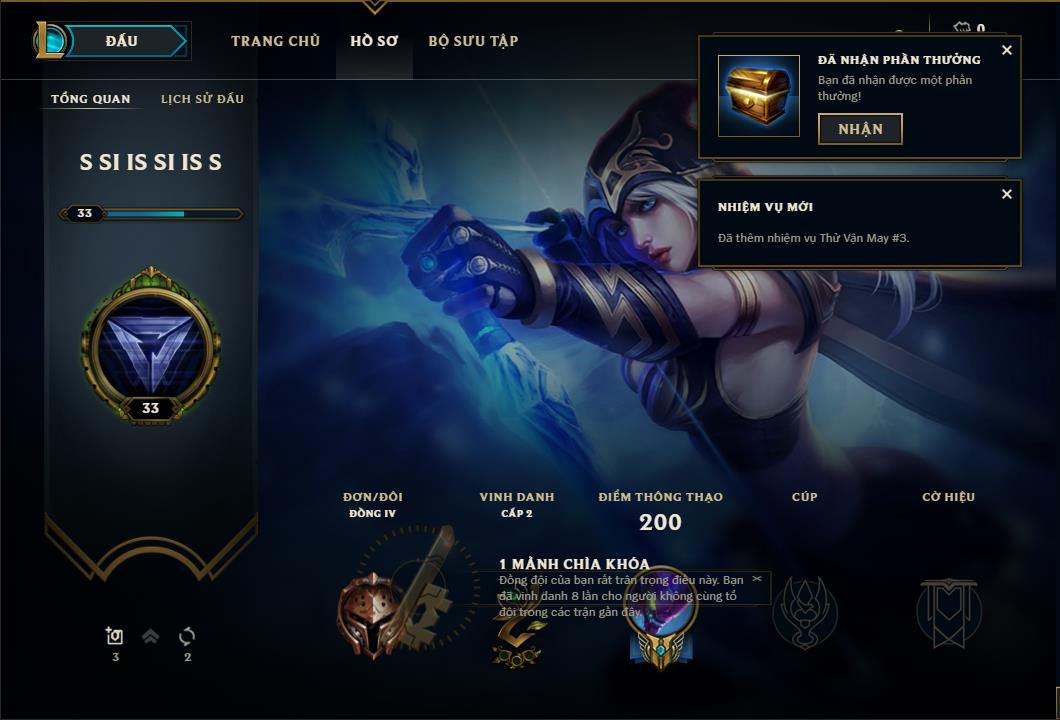 ĐẤU
TRANG CHỦ
HỒ SƠ
BỘ SƯU TẬP
0
TỔNG QUAN
LỊCH SỬ ĐẤU
S SI IS SI IS S
33
33
3
2
ĐÃ NHẬN PHẦN THƯỞNG
Bạn đã nhận được một phần
thưởng!
NHẬN
NHIỆM VỤ MỚI
Đã thêm nhiệm vụ Thử Vận May #3.
ĐƠN/ĐÔI
ĐỒNG IV
VINH DANH
CẤP 2
ĐIỂM THÔNG THẠO
200
CÚP
CỜ HIỆU
1 MẢNH CHÌA KHÓA
Đồng đội của bạn rất trân trọng điều này. Bạn
đã vinh danh 8 lần cho người không cùng tổ
đội trong các trận gần đây.